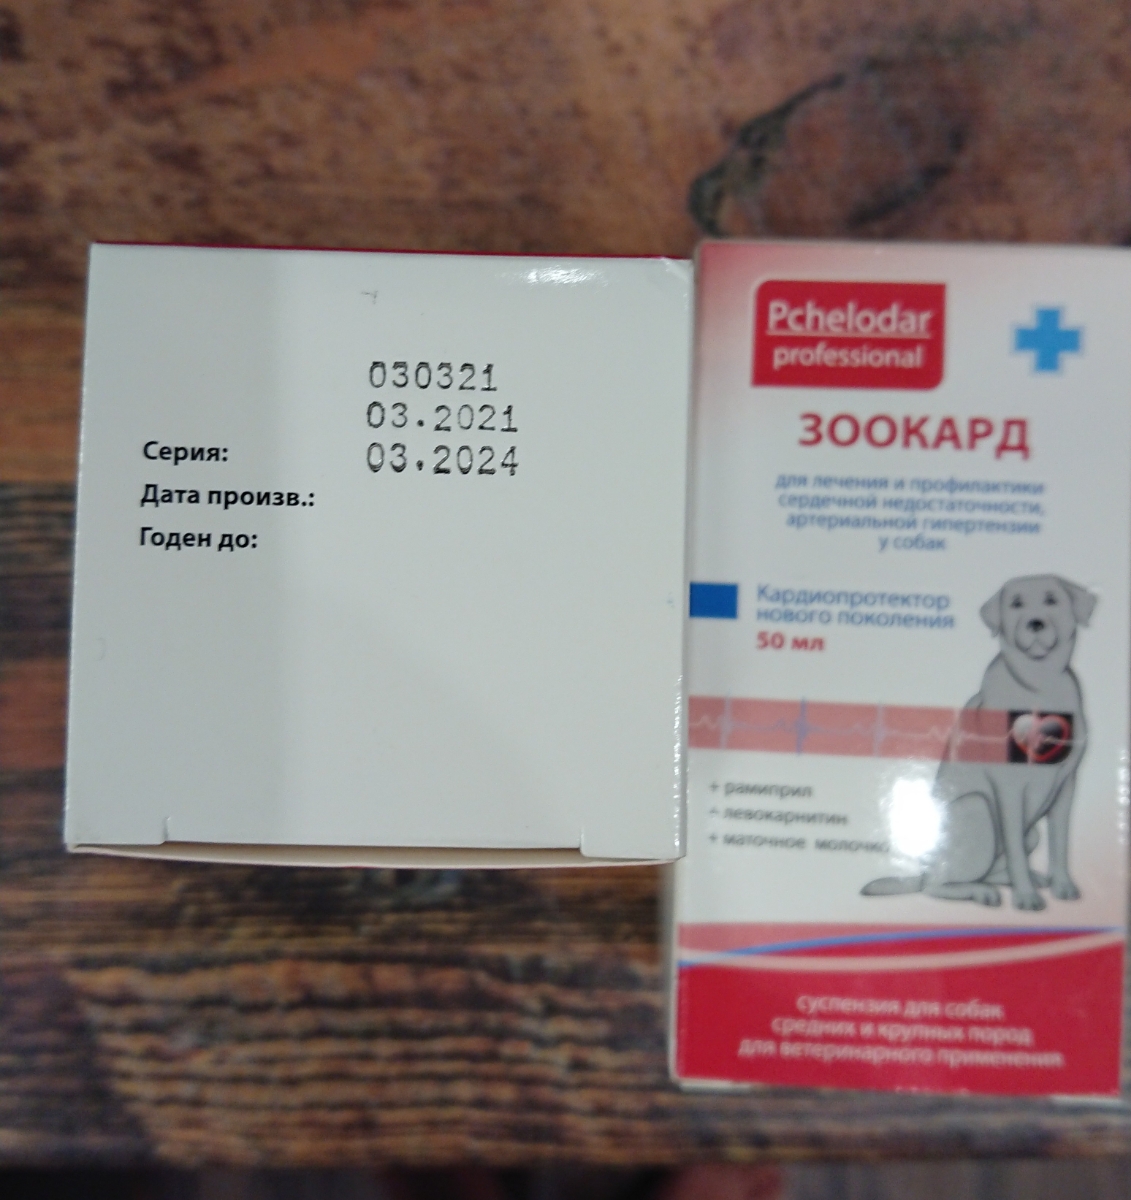 030321
03.2021
03.2024
Серия:
Дата произв.:
Годен до:
Pchelodar
professional
ЗООКАРД
для лечения и профилактики
сердечной недостаточности,
артериальной гипертензии
у собак
Кардиопротектор
нового поколения
50 мл
+ рамиприл
+ левокарнитин
+ маточное молочко
суспензия для собак
средних и крупных пород
для ветеринарного применения